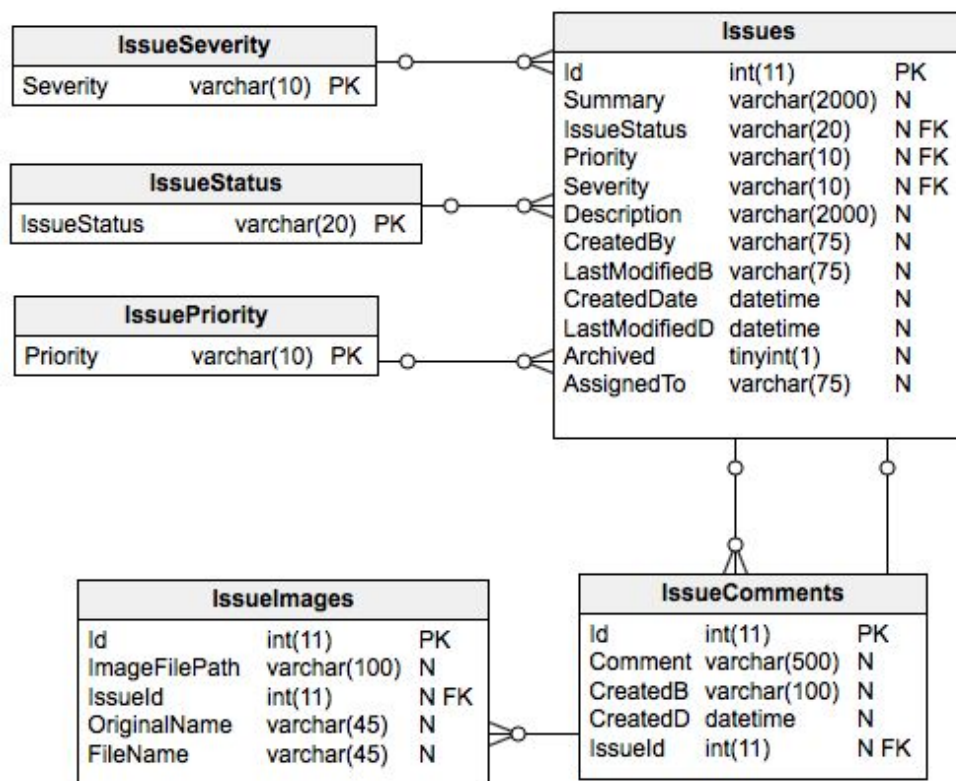 IssueSeverity
Severity varchar(10) PK
IssueStatus
IssueStatus varchar(20) PK
IssuePriority
Priority varchar(10) PK
Issues
Id int(11) PK
Summary varchar(2000) N
IssueStatus varchar(20) N FK
Priority varchar(10) N FK
Severity varchar(10) N FK
Description varchar(2000) N
CreatedBy varchar(75) N
LastModifiedB varchar(75) N
CreatedDate datetime N
LastModifiedD datetime N
Archived tinyint(1) N
AssignedTo varchar(75) N
IssueImages
Id int(11) PK
ImageFilePath varchar(100) N
IssueId int(11) N FK
OriginalName varchar(45) N
FileName varchar(45) N
IssueComments
Id int(11) PK
Comment varchar(500) N
CreatedB varchar(100) N
CreatedD datetime N
IssueId int(11) N FK